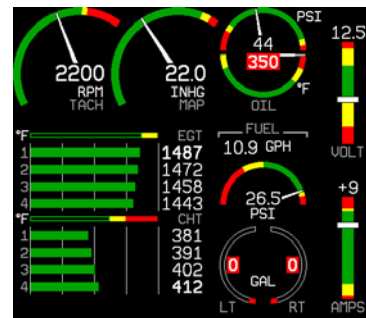 PSI 12.5
2200 22.0 44
350
RPM INHG °F
TACH MAP OIL
°F EGT FUEL
1 1487 10.9 GPH VOLT
2 1472
3 1458
4 1443 26.5 +9
°F CHT PSI
1 381
2 391
3 402 0 GAL 0
4 412
LT RT AMPS